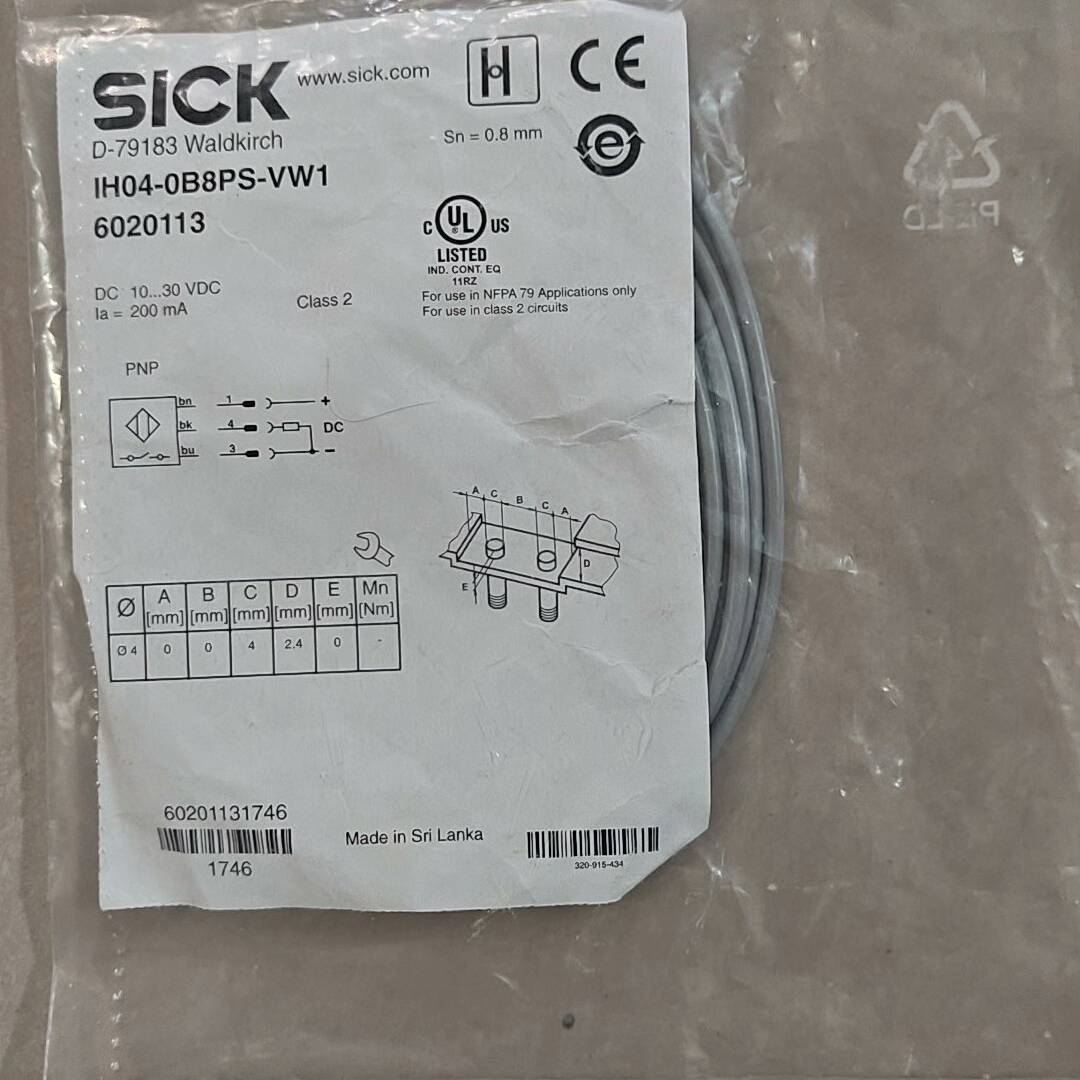 SICK www.sick.com
D-79183 Waldkirch
IH04-0B8PS-VW1
6020113
H
CE
Sn = 0.8 mm
e
C UL ® US
LISTED
IND. CONT. EQ
11RZ
For use in NFPA 79 Applications only
For use in class 2 circuits
DC 10...30 VDC
Ia = 200 mA
Class 2
PNP
bn 1 +
bk 4 DC
bu 3 –
A C B C A
D
E
Ø A [mm] B [mm] C [mm] D [mm] E [mm] Mn [Nm]
Ø 4 0 0 4 2.4 0 -
60201131746
1746
Made in Sri Lanka
320-915-434